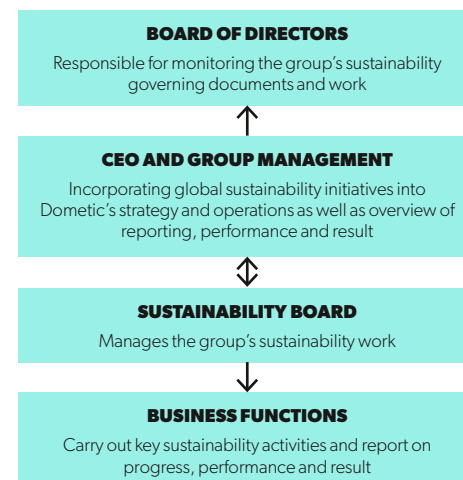 BOARD OF DIRECTORS
Responsible for monitoring the group's sustainability
governing documents and work
CEO AND GROUP MANAGEMENT
Incorporating global sustainability initiatives into
Dometic's strategy and operations as well as overview of
reporting, performance and result
SUSTAINABILITY BOARD
Manages the group's sustainability work
BUSINESS FUNCTIONS
Carry out key sustainability activities and report on
progress, performance and result